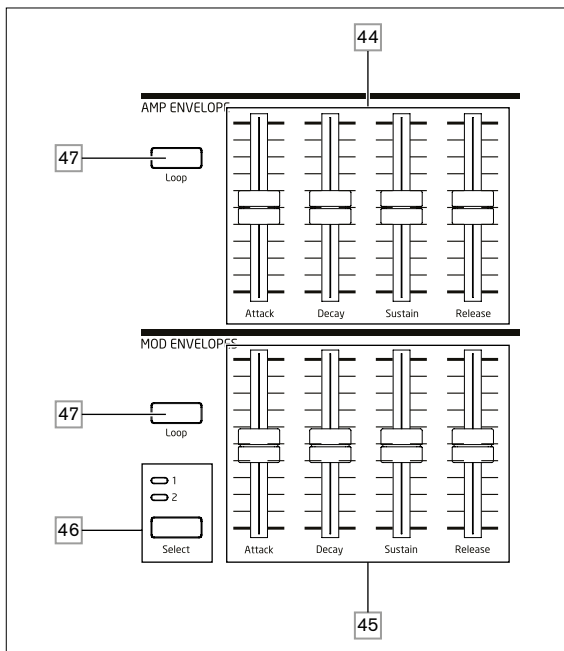 44
AMP ENVELOPE
47
Loop
Attack Decay Sustain Release
MOD ENVELOPES
47
Loop
1
2
46
Select
Attack Decay Sustain Release
45